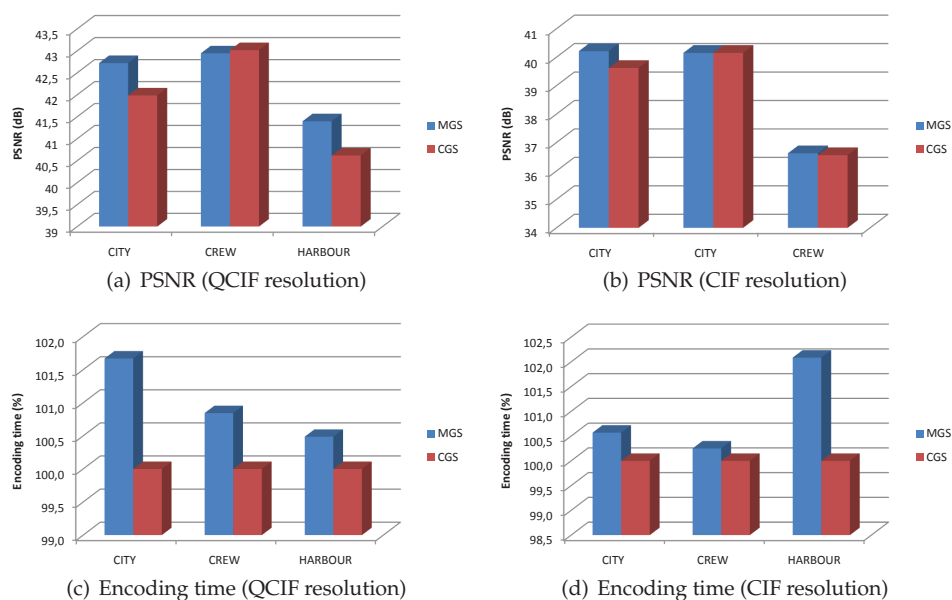 43,5
43
42,5
42
41,5
41
40,5
40
39,5
39
PSNR (dB)
CITY CREW HARBOUR
MGS
CGS
(a) PSNR (QCIF resolution)
41
40
39
38
37
36
35
34
PSNR (dB)
CITY CITY CREW
MGS
CGS
(b) PSNR (CIF resolution)
102,0
101,5
101,0
100,5
100,0
99,5
99,0
Encoding time (%)
CITY CREW HARBOUR
MGS
CGS
(c) Encoding time (QCIF resolution)
102,5
102,0
101,5
101,0
100,5
100,0
99,5
99,0
98,5
Encoding time (%)
CITY CREW HARBOUR
MGS
CGS
(d) Encoding time (CIF resolution)